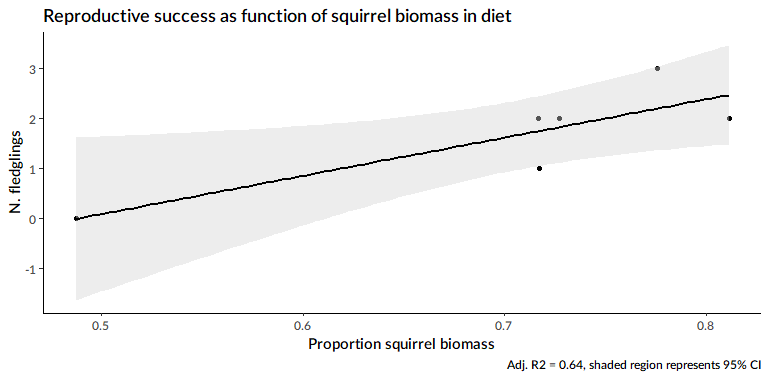 Reproductive success as function of squirrel biomass in diet
N. fledglings
3
2
1
0
-1
0.5 0.6 0.7 0.8
Proportion squirrel biomass
Adj. R2 = 0.64, shaded region represents 95% CI